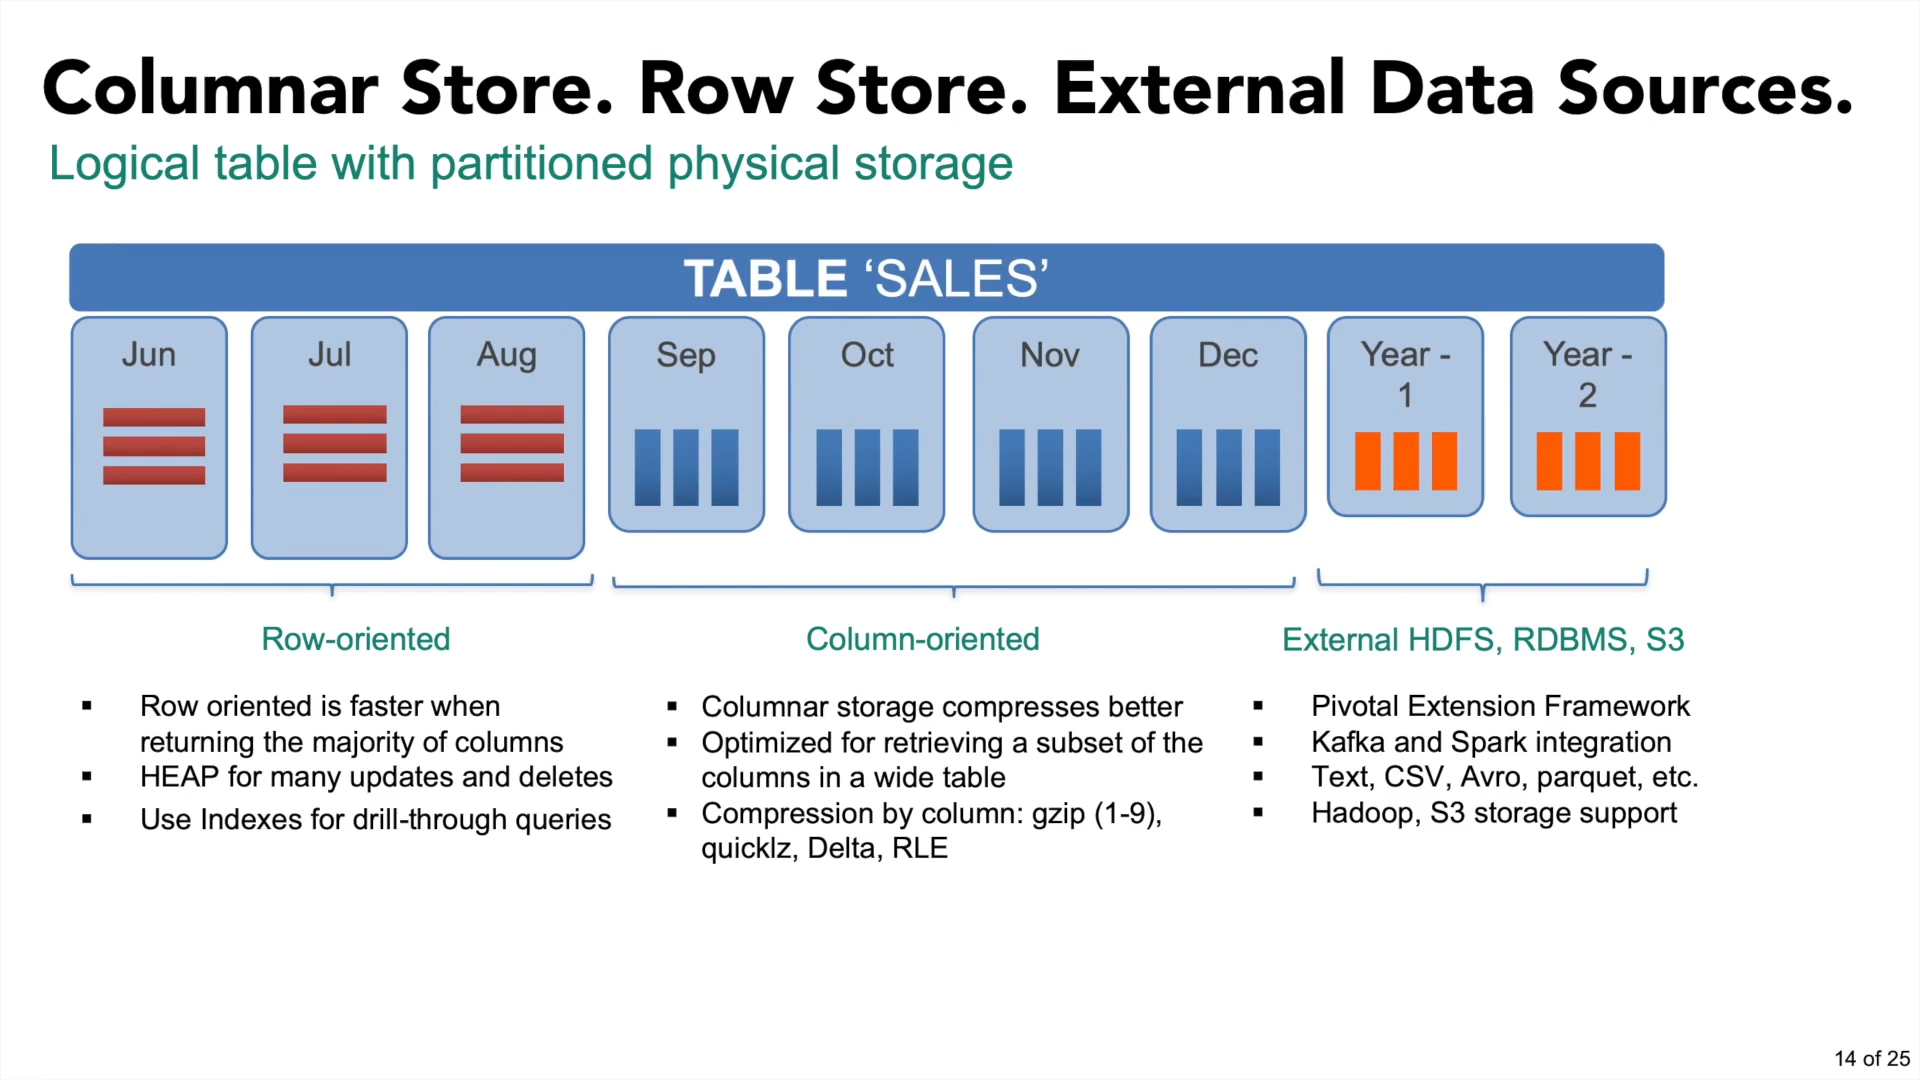 Columnar Store. Row Store. External Data Sources.
Logical table with partitioned physical storage
TABLE ‘SALES’
Jun
Jul
Aug
Sep
Oct
Nov
Dec
Year -
1
Year -
2
Row-oriented
▪ Row oriented is faster when
returning the majority of columns
▪ HEAP for many updates and deletes
▪ Use Indexes for drill-through queries
Column-oriented
▪ Columnar storage compresses better
▪ Optimized for retrieving a subset of the
columns in a wide table
▪ Compression by column: gzip (1-9),
quicklz, Delta, RLE
External HDFS, RDBMS, S3
▪ Pivotal Extension Framework
▪ Kafka and Spark integration
▪ Text, CSV, Avro, parquet, etc.
▪ Hadoop, S3 storage support
14 of 25